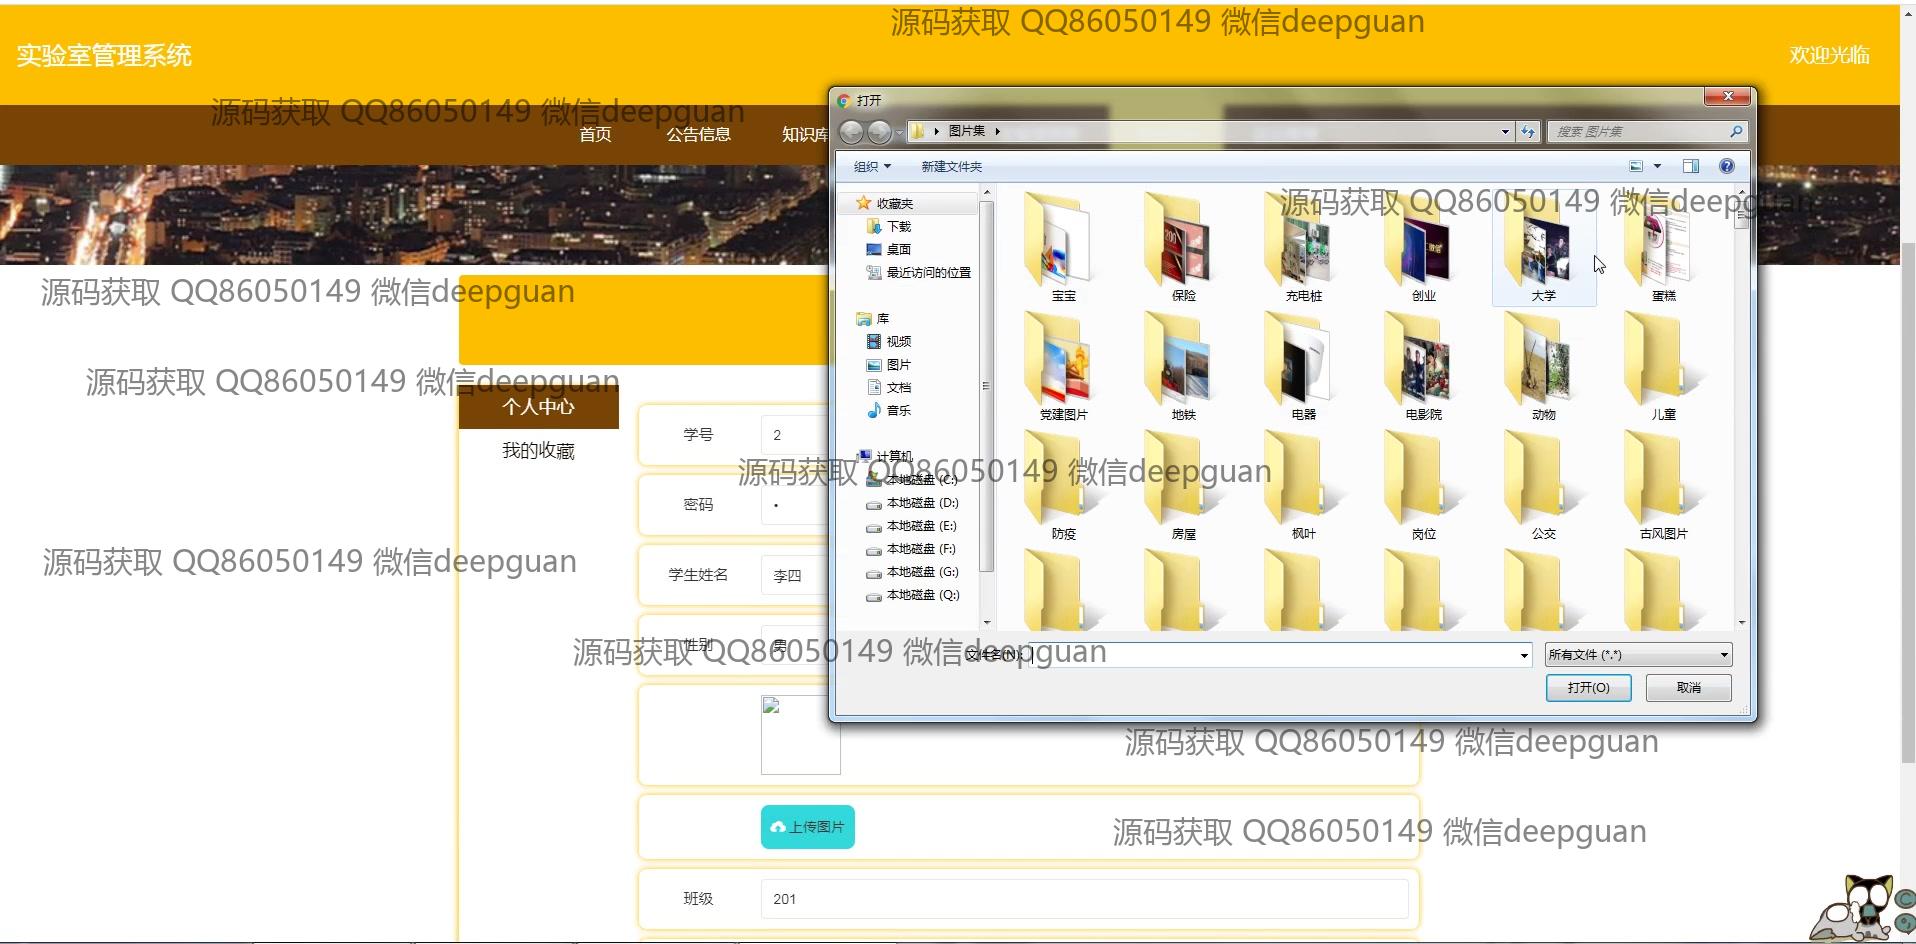 源码获取 QQ86050149 微信deepguan
实验室管理系统
欢迎光临
源码获取 QQ86050149 微信deepguan
首页
公告信息
知识库
打开
图片集
搜索 图片集
组织
新建文件夹
收藏夹
下载
桌面
最近访问的位置
库
视频
图片
文档
音乐
计算机
本地磁盘 (C:)
本地磁盘 (D:)
本地磁盘 (E:)
本地磁盘 (F:)
本地磁盘 (G:)
本地磁盘 (Q:)
源码获取 QQ86050149 微信deepguan
宝宝
保险
充电桩
创业
大学
蛋糕
党建图片
地铁
电器
电影院
动物
儿童
防疫
房屋
枫叶
岗位
公交
古风图片
文件名(N):
所有文件 (*.*)
打开(O)
取消
源码获取 QQ86050149 微信deepguan
源码获取 QQ86050149 微信deepguan
个人中心
我的收藏
学号
2
源码获取 QQ86050149 微信deepguan
密码
•
源码获取 QQ86050149 微信deepguan
学生姓名
李四
性别
男
源码获取 QQ86050149 微信deepguan
源码获取 QQ86050149 微信deepguan
上传图片
源码获取 QQ86050149 微信deepguan
班级
201